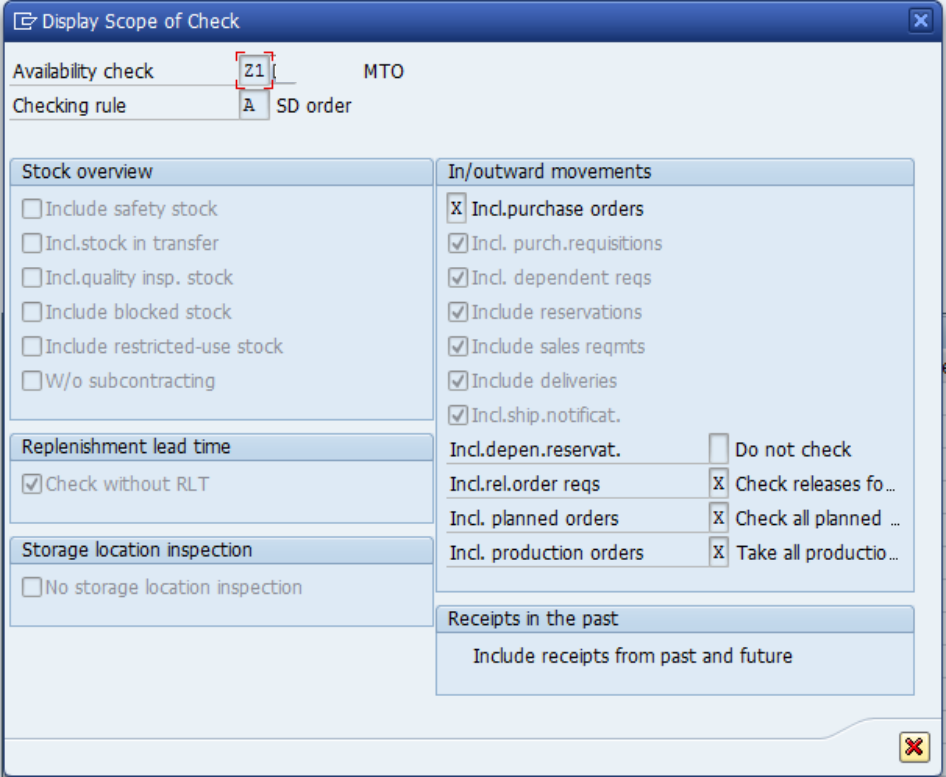 Display Scope of Check
Availability check Z1 MTO
Checking rule A SD order
Stock overview
Include safety stock
Incl.stock in transfer
Incl.quality insp. stock
Include blocked stock
Include restricted-use stock
W/o subcontracting
Replenishment lead time
Check without RLT
Storage location inspection
No storage location inspection
In/outward movements
X Incl.purchase orders
Incl. purch.requisitions
Incl. dependent reqs
Include reservations
Include sales reqmts
Include deliveries
Incl.ship.notificat.
Incl.depen.reservat. Do not check
Incl.rel.order reqs X Check releases fo...
Incl. planned orders X Check all planned ...
Incl. production orders X Take all productio...
Receipts in the past
Include receipts from past and future